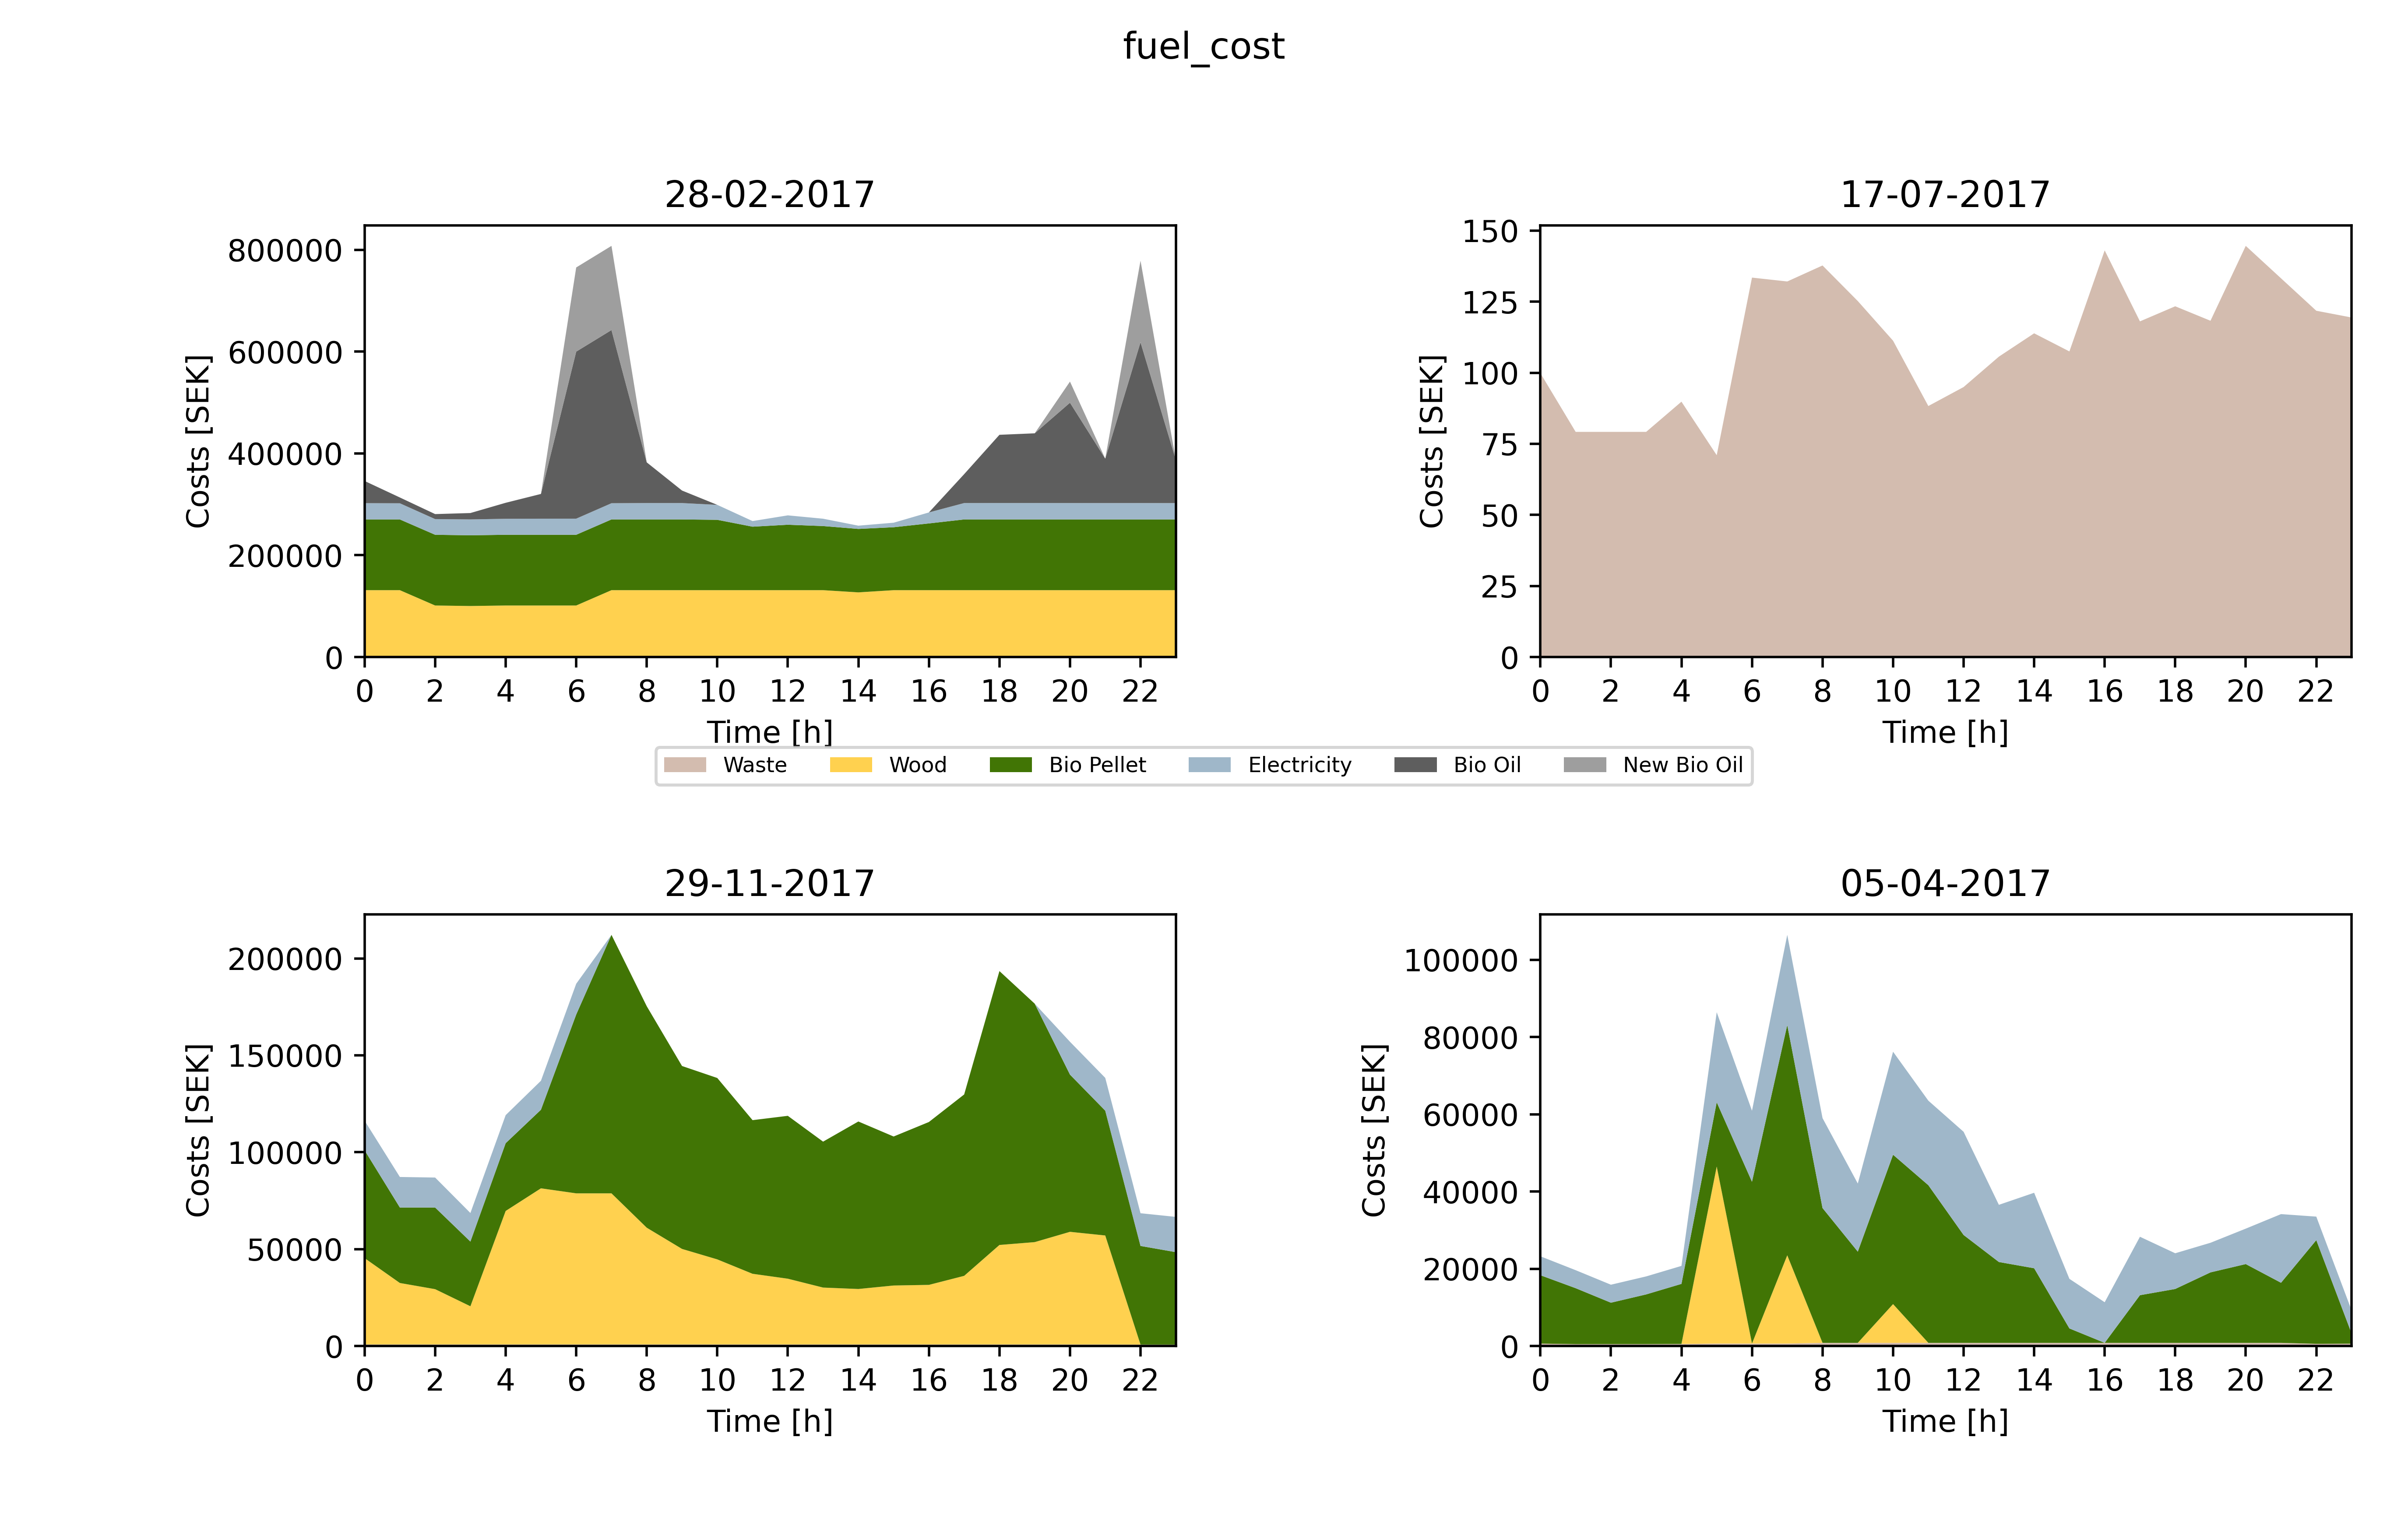 fuel_cost
28-02-2017
800000
600000
400000
200000
0
Costs [SEK]
0 2 4 6 8 10 12 14 16 18 20 22
Time [h]
17-07-2017
150
125
100
75
50
25
0
Costs [SEK]
0 2 4 6 8 10 12 14 16 18 20 22
Time [h]
Waste Wood Bio Pellet Electricity Bio Oil New Bio Oil
29-11-2017
200000
150000
100000
50000
0
Costs [SEK]
0 2 4 6 8 10 12 14 16 18 20 22
Time [h]
05-04-2017
100000
80000
60000
40000
20000
0
Costs [SEK]
0 2 4 6 8 10 12 14 16 18 20 22
Time [h]